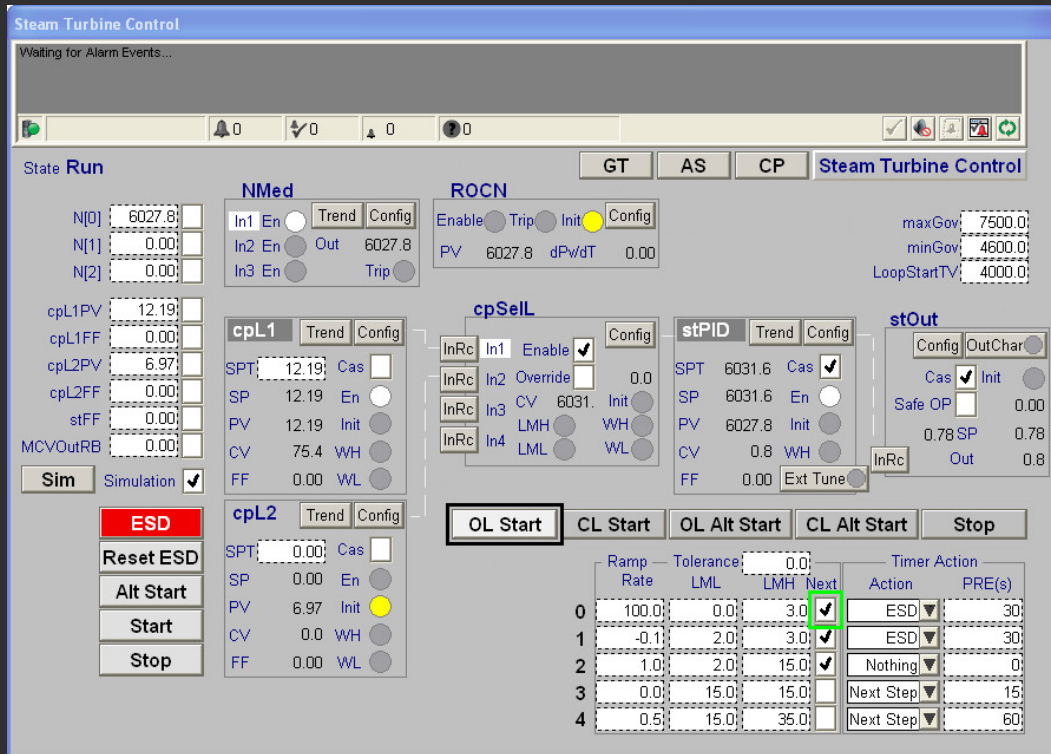 Steam Turbine Control
Waiting for Alarm Events...
0 0 0 0
State Run
GT AS CP Steam Turbine Control
N[0] 6027.8
N[1] 0.00
N[2] 0.00
NMed
In1 En Trend Config
In2 En Out 6027.8
In3 En Trip
ROCN
Enable Trip Init Config
PV 6027.8 dPv/dT 0.00
maxGov 7500.0
minGov 4600.0
LoopStartTV 4000.0
cpL1PV 12.19
cpL1FF 0.00
cpL2PV 6.97
cpL2FF 0.00
stFF 0.00
MCVOutRB 0.00
Sim Simulation
cpL1 Trend Config
SPT 12.19 Cas
SP 12.19 En
PV 12.19 Init
CV 75.4 WH
FF 0.00 WL
cpSelL
Config
InRc In1 Enable
InRc In2 Override 0.0
InRc In3 CV 6031. Init
LMH WH
InRc In4 LML WL
stPID Trend Config
SPT 6031.6 Cas
SP 6031.6 En
PV 6027.8 Init
CV 0.8 WH
FF 0.00 Ext Tune
stOut
Config OutChar
Cas Init
Safe OP 0.00
0.78 SP 0.78
InRc Out 0.8
ESD
Reset ESD
Alt Start
Start
Stop
cpL2 Trend Config
SPT 0.00 Cas
SP 0.00 En
PV 6.97 Init
CV 0.0 WH
FF 0.00 WL
OL Start CL Start OL Alt Start CL Alt Start Stop
Ramp Rate Tolerance 0.0 Timer Action
LML LMH Next Action PRE(s)
0 100.0 0.0 3.0 ESD 30
1 -0.1 2.0 3.0 ESD 30
2 1.0 2.0 15.0 Nothing 0
3 0.0 15.0 15.0 Next Step 15
4 0.5 15.0 35.0 Next Step 60